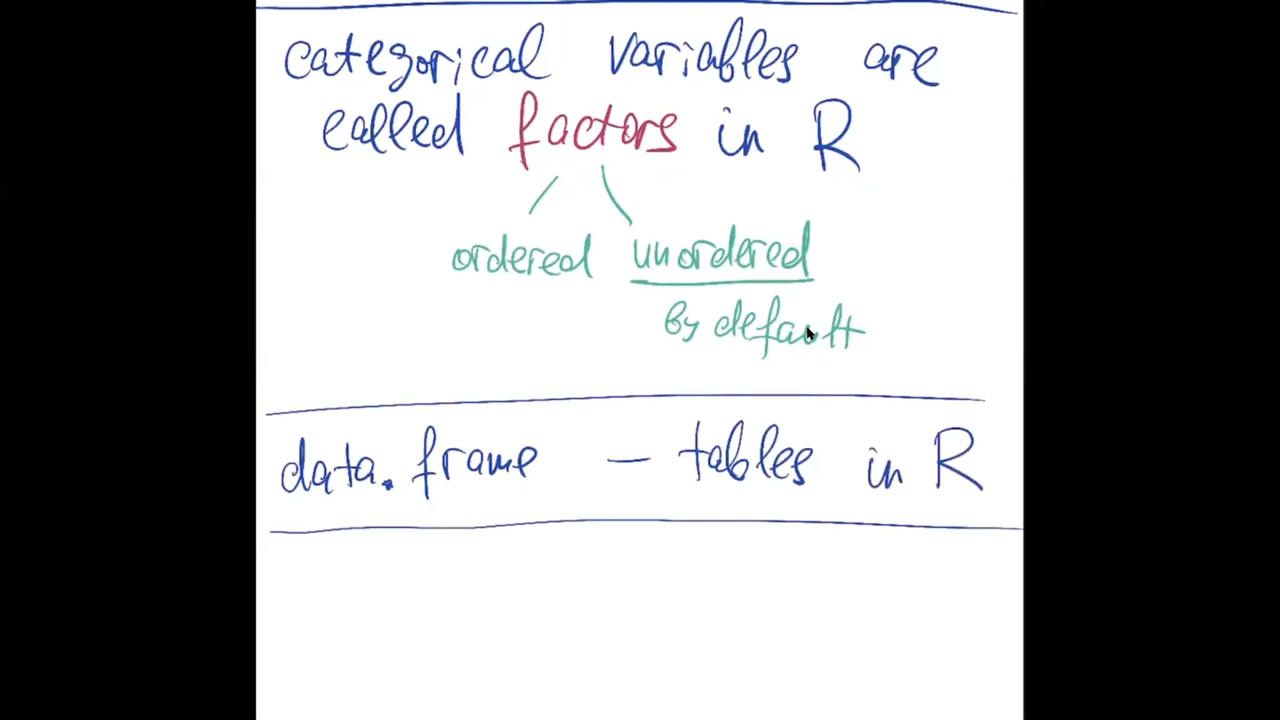 categorical variables are
called factors in R
ordered unordered
by default
data.frame — tables in R